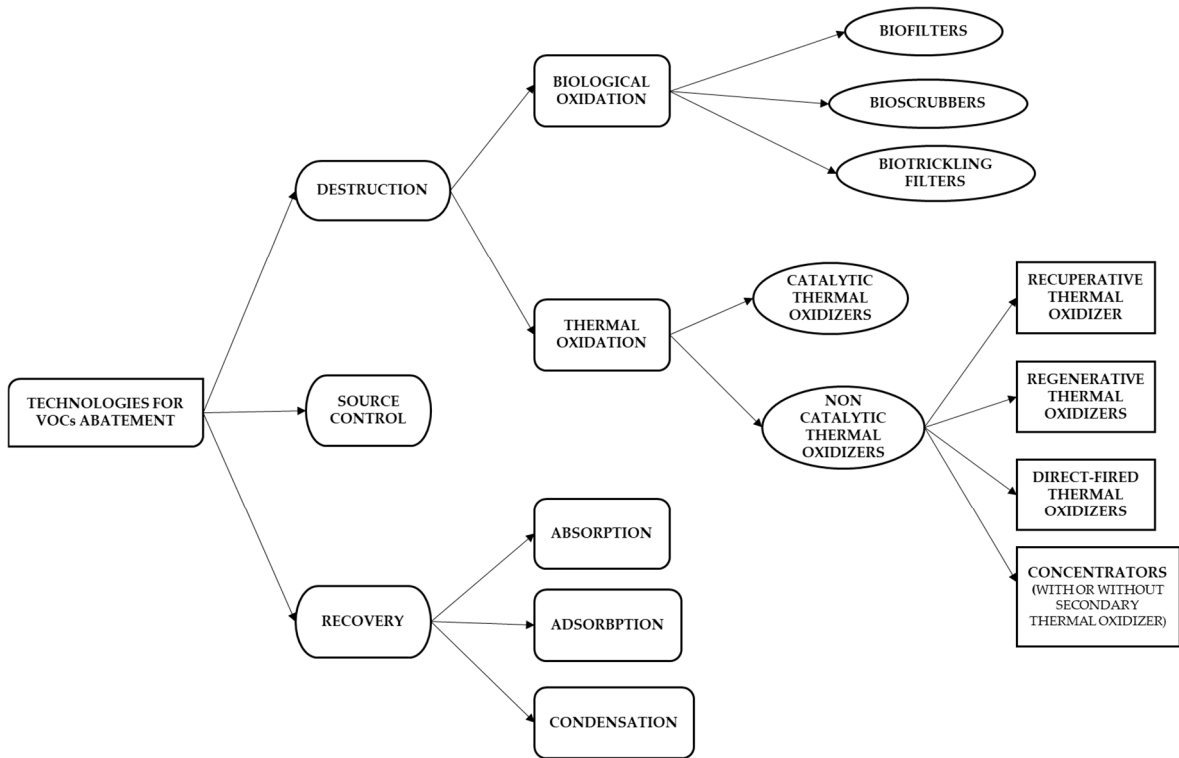 TECHNOLOGIES FOR
VOCs ABATEMENT
DESTRUCTION
SOURCE
CONTROL
RECOVERY
BIOLOGICAL
OXIDATION
THERMAL
OXIDATION
ABSORPTION
ADSORBPTION
CONDENSATION
BIOFILTERS
BIOSCRUBBERS
BIOTRICKLING
FILTERS
CATALYTIC
THERMAL
OXIDIZERS
NON
CATALYTIC
THERMAL
OXIDIZERS
RECUPERATIVE
THERMAL
OXIDIZER
REGENERATIVE
THERMAL
OXIDIZERS
DIRECT-FIRED
THERMAL
OXIDIZERS
CONCENTRATORS
(WITH OR WITHOUT
SECONDARY
THERMAL OXIDIZER)